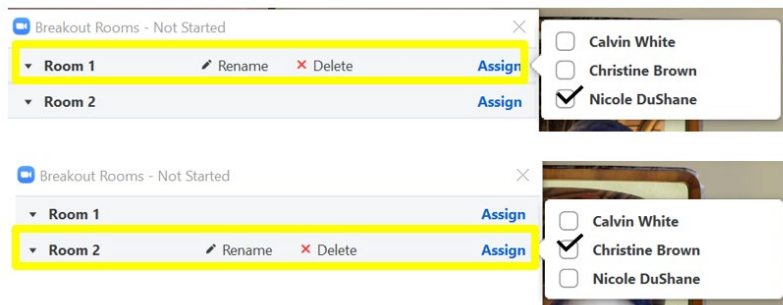 Breakout Rooms - Not Started
Room 1 Rename Delete Assign
Room 2 Assign
Calvin White
Christine Brown
Nicole DuShane
Breakout Rooms - Not Started
Room 1 Assign
Room 2 Rename Delete Assign
Calvin White
Christine Brown
Nicole DuShane